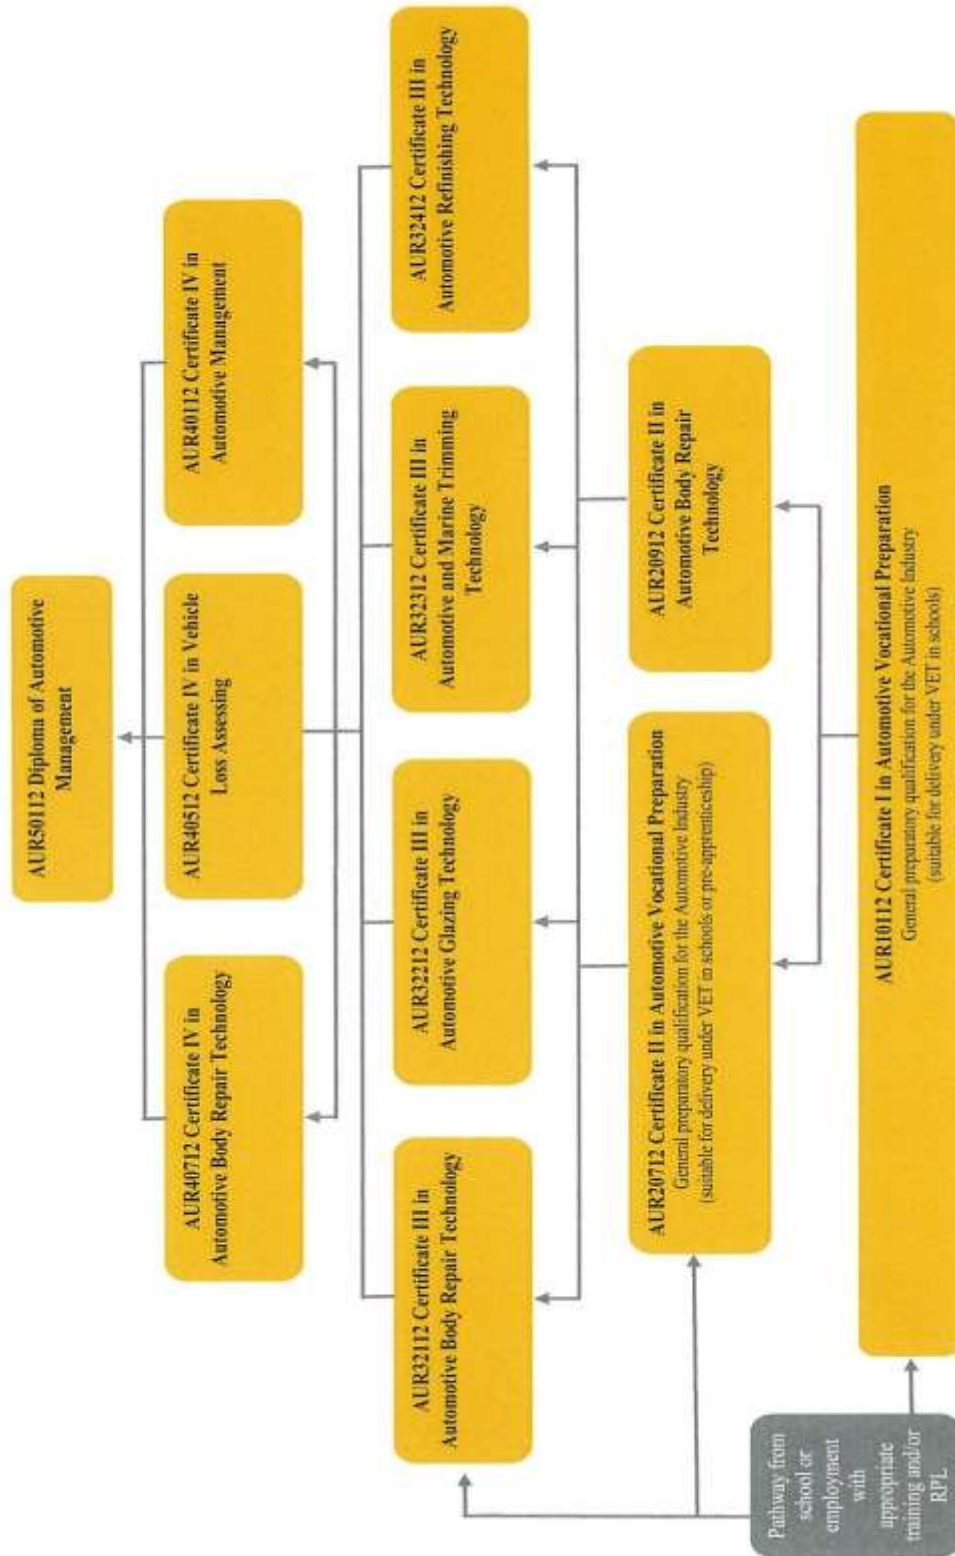 AUR50112 Diploma of Automotive
Management
AUR40712 Certificate IV in
Automotive Body Repair Technology
AUR40512 Certificate IV in Vehicle
Loss Assessing
AUR40112 Certificate IV in
Automotive Management
AUR32112 Certificate III in
Automotive Body Repair Technology
AUR32212 Certificate III in
Automotive Glazing Technology
AUR32312 Certificate III in
Automotive and Marine Trimming
Technology
AUR32412 Certificate III in
Automotive Refinishing Technology
AUR20712 Certificate II in Automotive Vocational Preparation
General preparatory qualification for the Automotive Industry
(suitable for delivery under VET in schools or pre-apprenticeship)
AUR20912 Certificate II in
Automotive Body Repair
Technology
Pathway from
school or
employment
with
appropriate
training and/or
RPL
AUR10112 Certificate I in Automotive Vocational Preparation
General preparatory qualification for the Automotive Industry
(suitable for delivery under VET in schools)